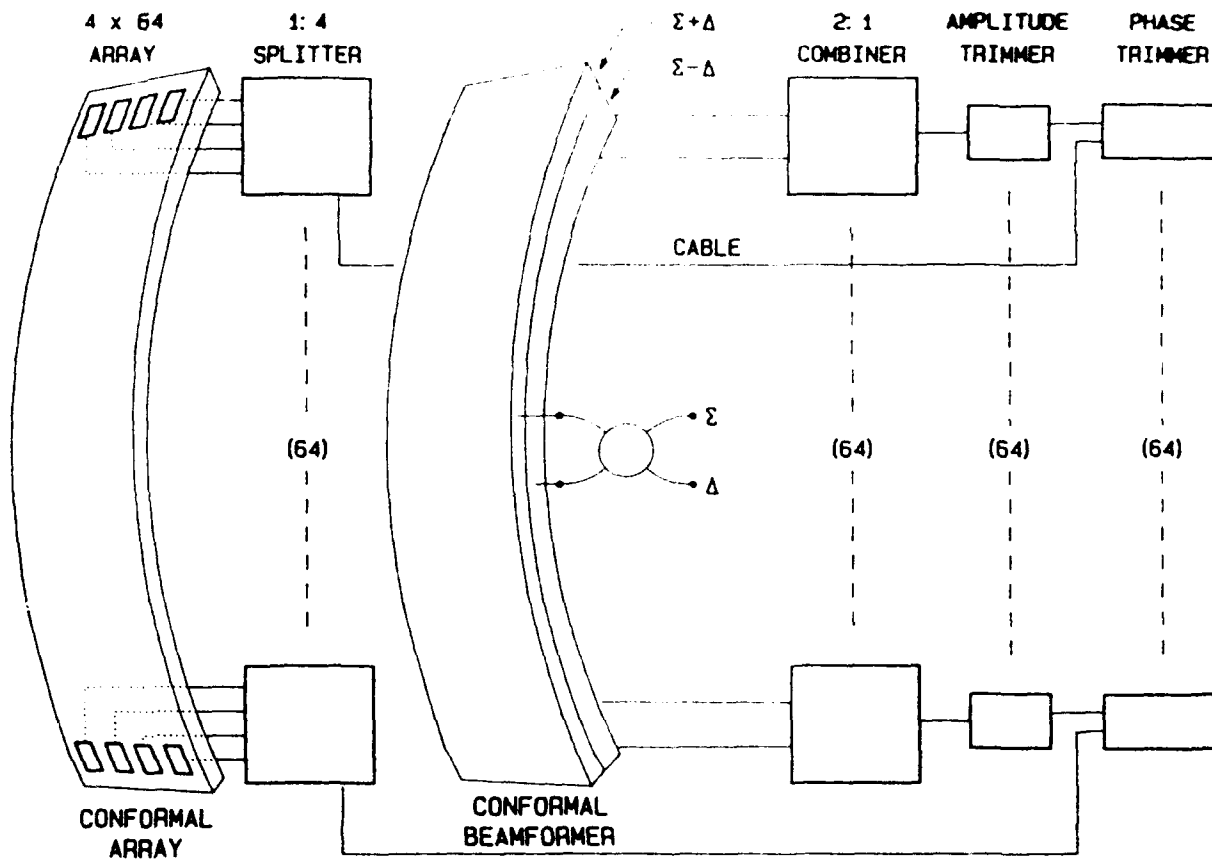 4 x 64
ARRAY
1: 4
SPLITTER
Σ+Δ
Σ-Δ
2: 1
COMBINER
AMPLITUDE
TRIMMER
PHASE
TRIMMER
CABLE
Σ
Δ
(64)
(64)
(64)
(64)
CONFORMAL
ARRAY
CONFORMAL
BEAMFORMER